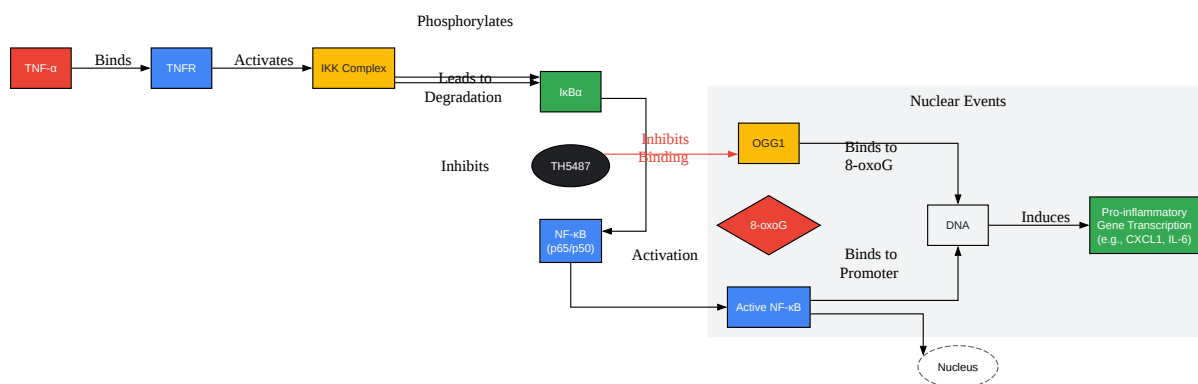 Phosphorylates
TNF-α
Binds
TNFR
Activates
IKK Complex
Leads to
Degradation
IκBα
Nuclear Events
Inhibits
TH5487
Inhibits
Binding
OGG1
Binds to
8-oxoG
8-oxoG
NF-κB
(p65/p50)
Activation
DNA
Induces
Pro-inflammatory
Gene Transcription
(e.g., CXCL1, IL-6)
Binds to
Promoter
Active NF-κB
Nucleus